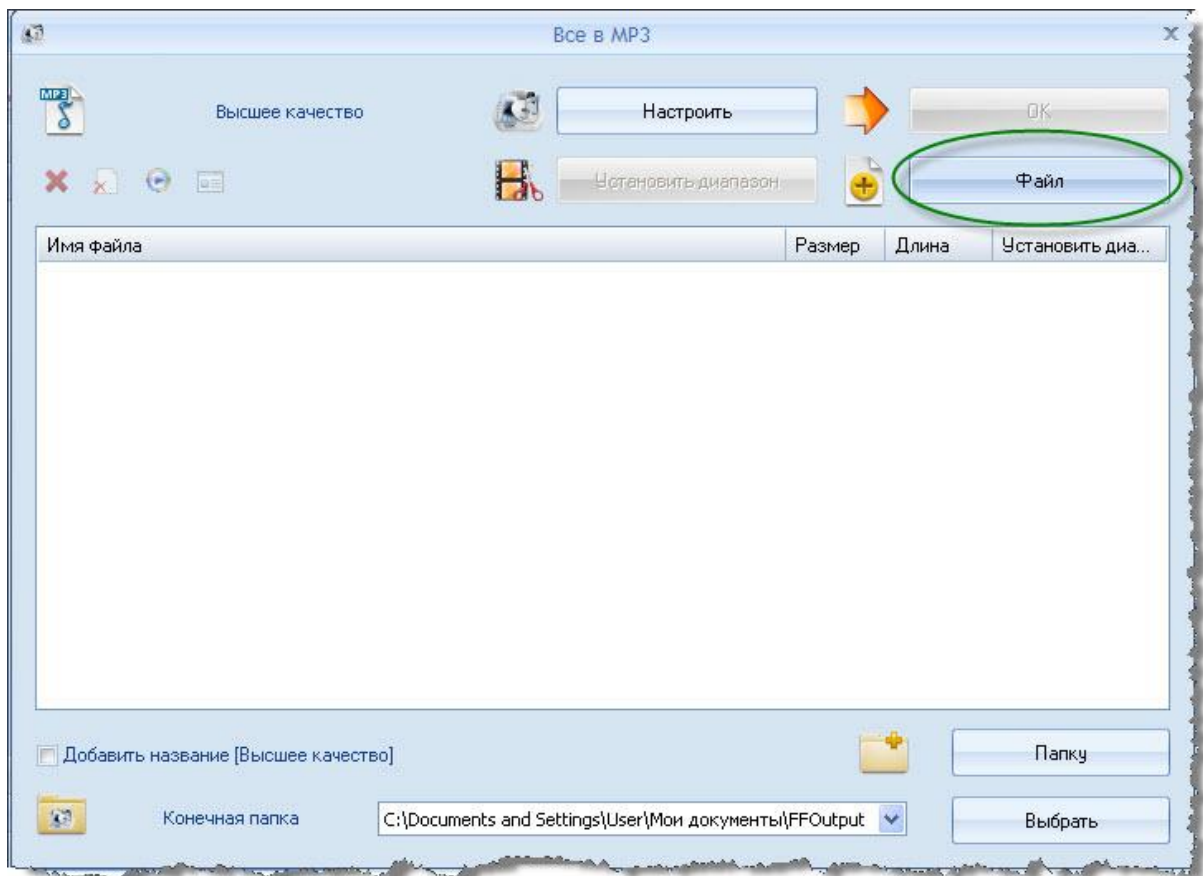 Все в MP3
MP3
Высшее качество
Настроить
OK
Установить диапазон
Файл
Имя файла
Размер
Длина
Установить диа...
Добавить название [Высшее качество]
Папку
Конечная папка
C:\Documents and Settings\User\Мои документы\FFOutput
Выбрать